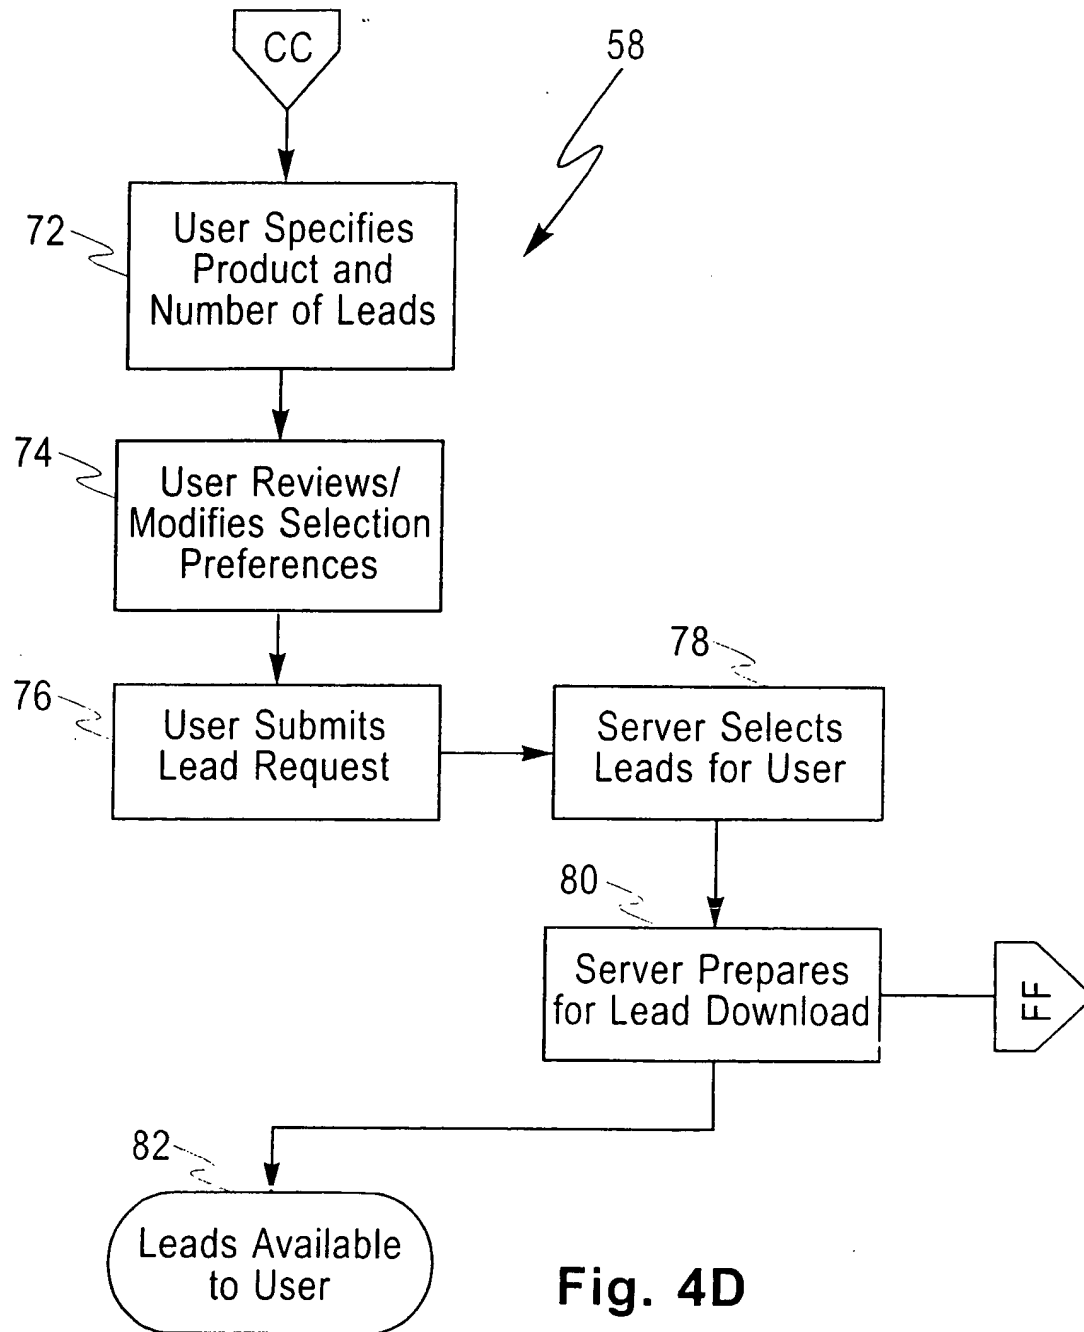 CC
58
72
User Specifies
Product and
Number of Leads
74
User Reviews/
Modifies Selection
Preferences
76
User Submits
Lead Request
78
Server Selects
Leads for User
80
Server Prepares
for Lead Download
FF
82
Leads Available
to User
Fig. 4D